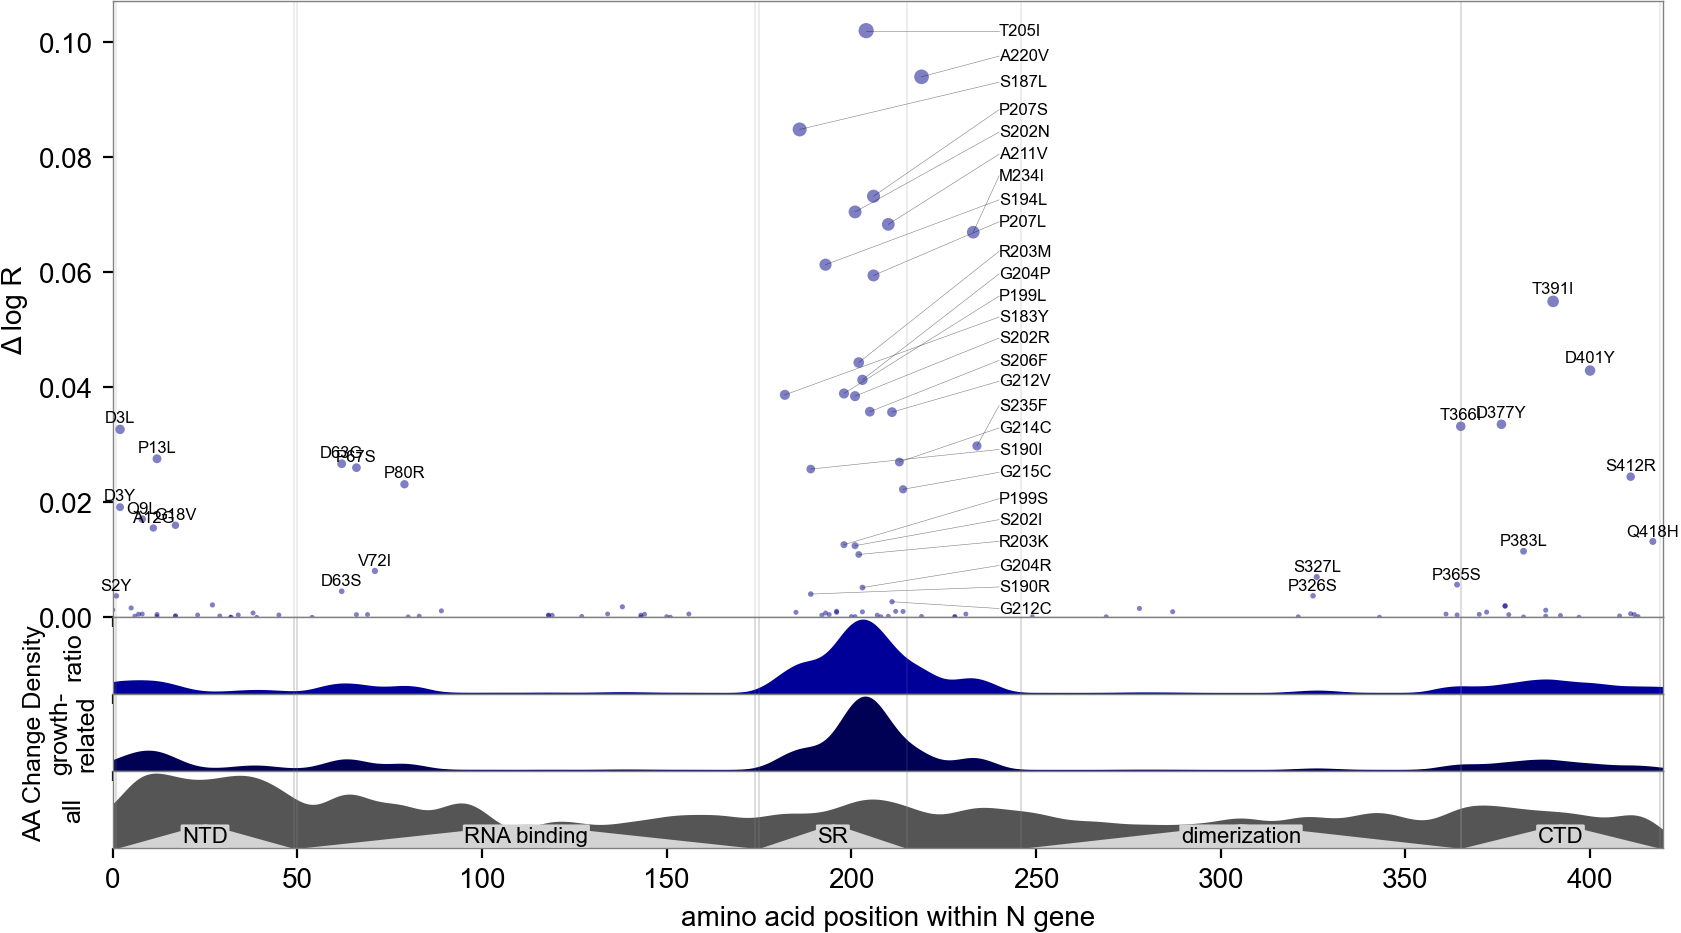 T205I
0.10
A220V
S187L
P207S
S202N
0.08
A211V
M234I
S194L
P207L
R203M
0.06
G204P
T391I
P199L
S183Y
Δ log R
S202R
D401Y
S206F
0.04
G212V
S235F
T366I
D377Y
D3L
G214C
P13L
S190I
D63G
P67S
S412R
P80R
G215C
D3Y
P199S
0.02
Q9L
G18V
A12G
S202I
Q418H
R203K
P383L
V72I
G204R
S327L
P365S
D63S
S2Y
S190R
P326S
G212C
0.00
AA Change Density
ratio
growth-
related
all
NTD
RNA binding
SR
dimerization
CTD
0
50
100
150
200
250
300
350
400
amino acid position within N gene